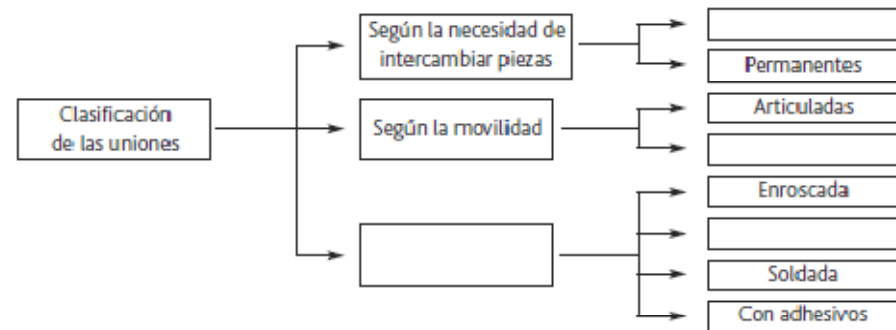 Clasificación
de las uniones
Según la necesidad de
intercambiar piezas
Permanentes
Según la movilidad
Articuladas
Enroscada
Soldada
Con adhesivos